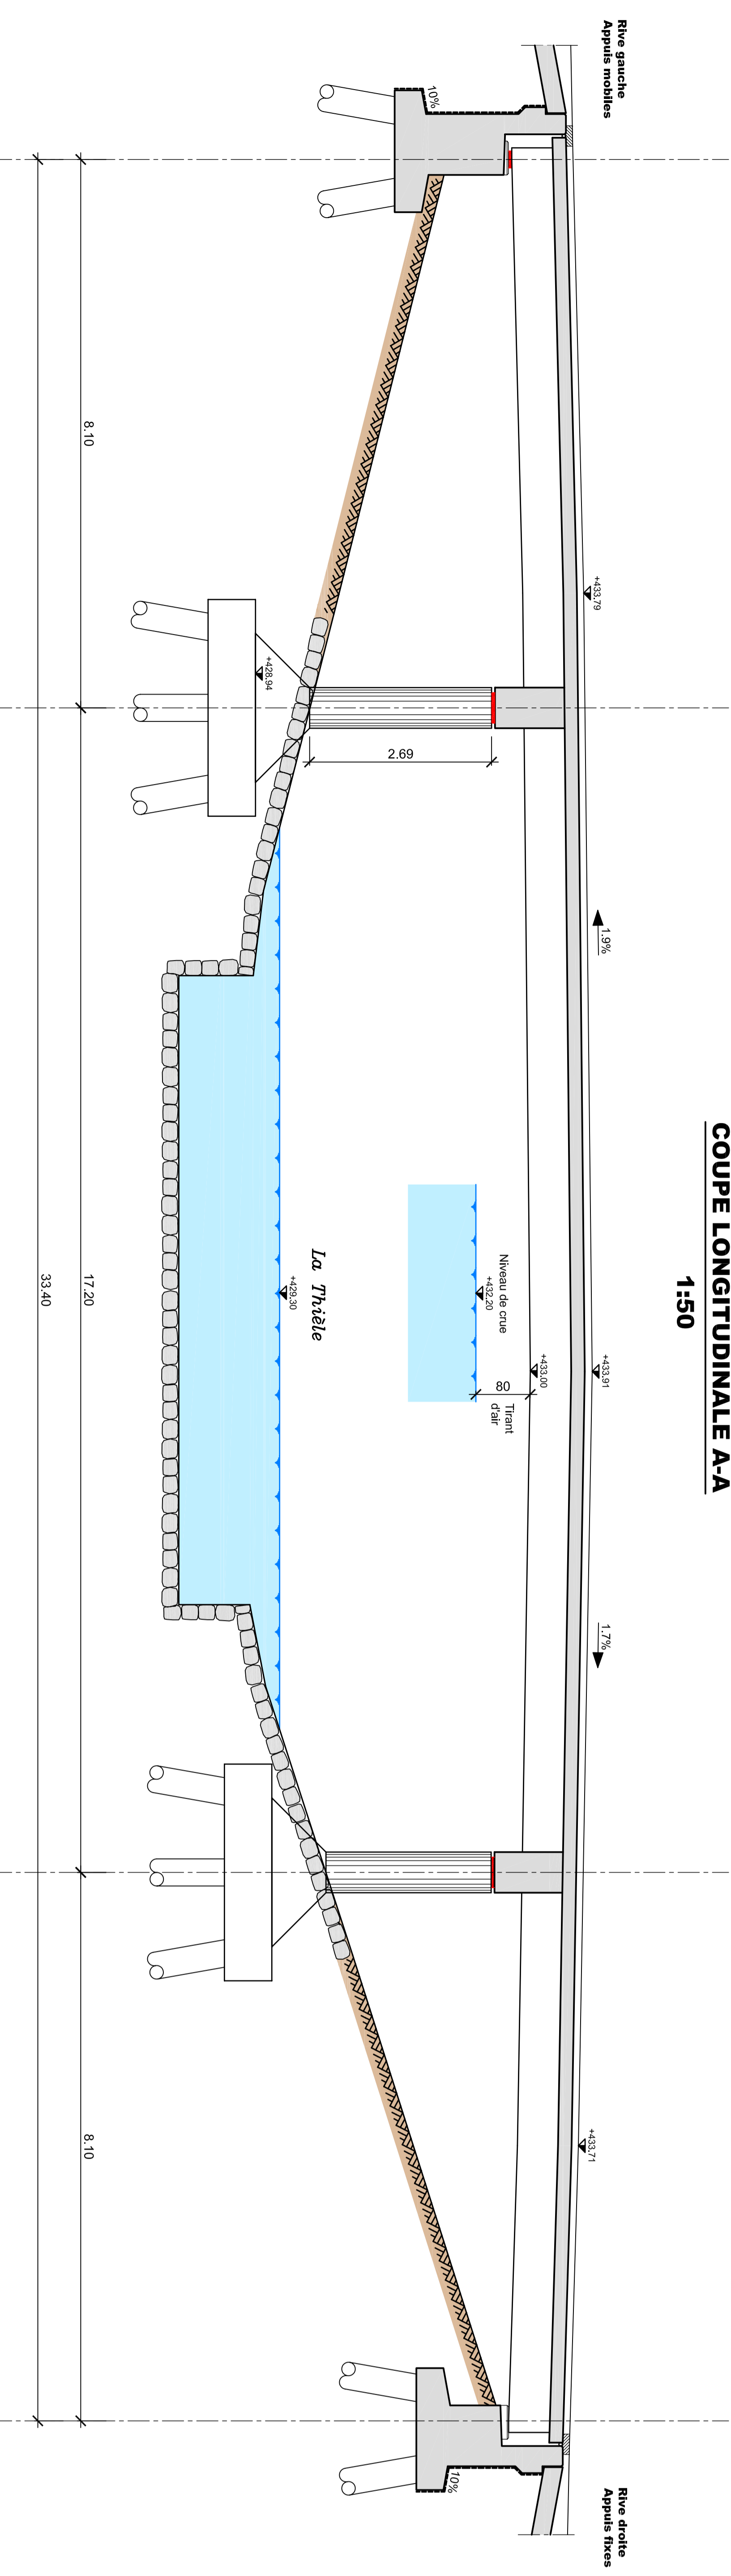 COUPE LONGITUDINALE A-A
1:50
Rive gauche
Appuis mobiles
Rive droite
Appuis fixes
+433.79
1.9%
+433.91
1.7%
+433.71
+433.00
80
Tirant
d'air
Niveau de crue
+432.20
10%
10%
2.69
La Thièle
+429.30
+428.94
8.10
17.20
8.10
33.40